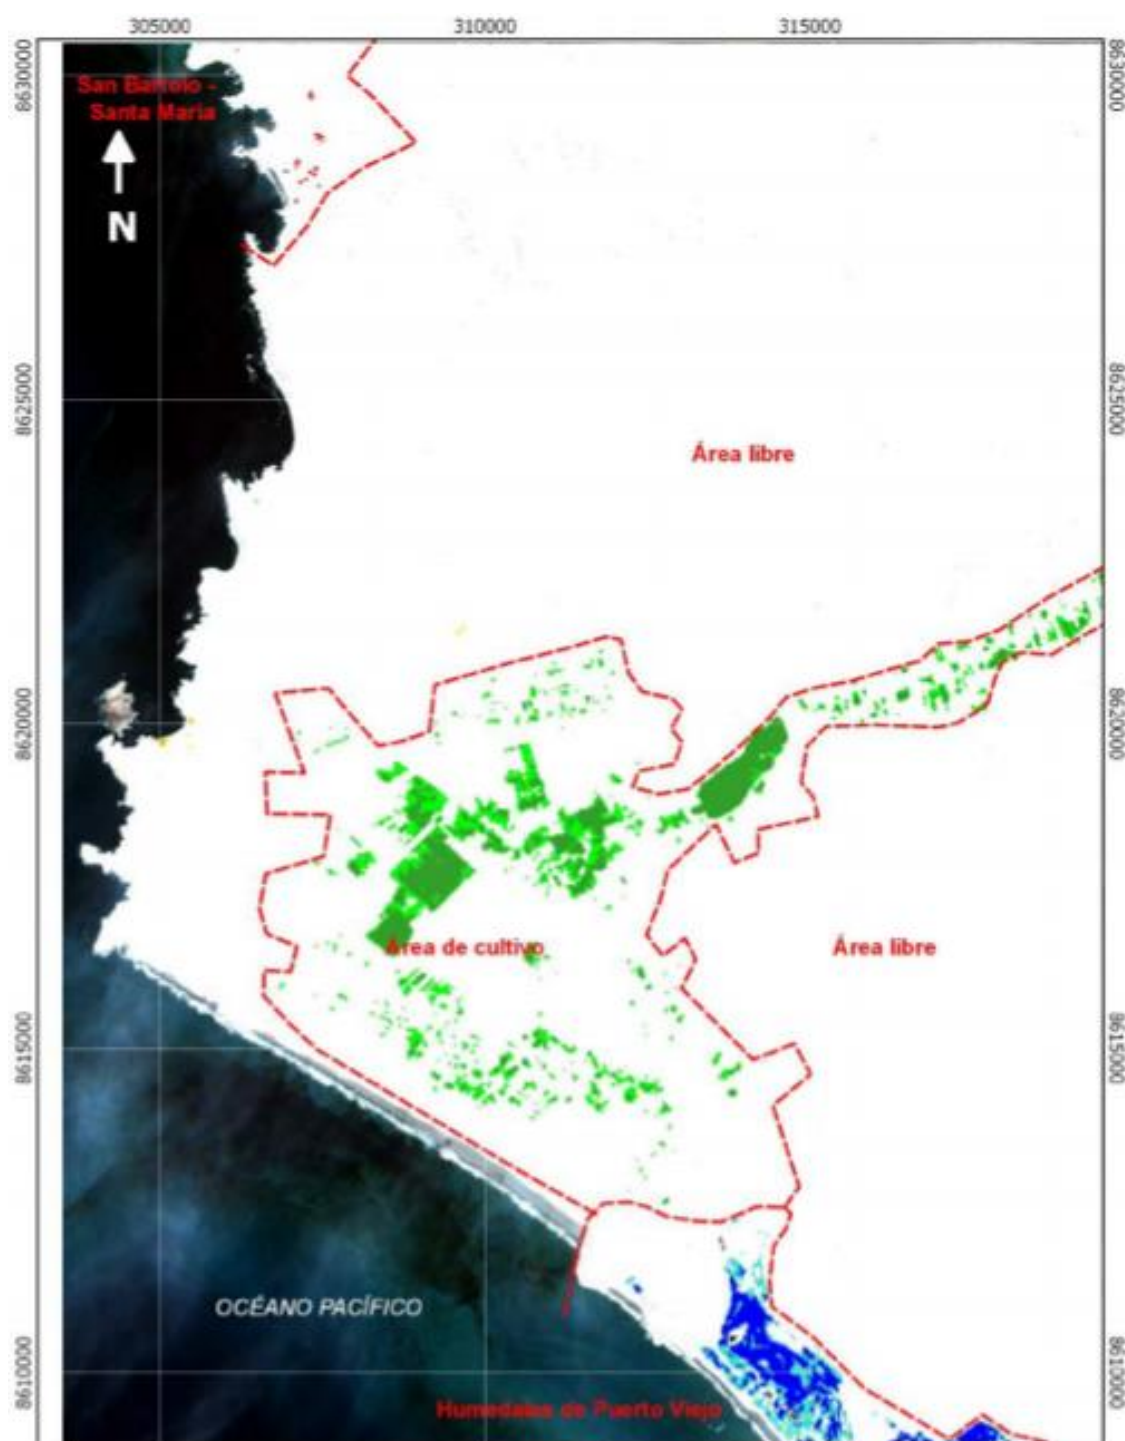 305000 310000 315000
8630000 8630000
San Bartolo -
Santa Maria
N
8625000 8625000
Área libre
8620000 8620000
Área de cultivo Área libre
8615000 8615000
OCÉANO PACÍFICO
8610000 8610000
Humedales de Puerto Viejo